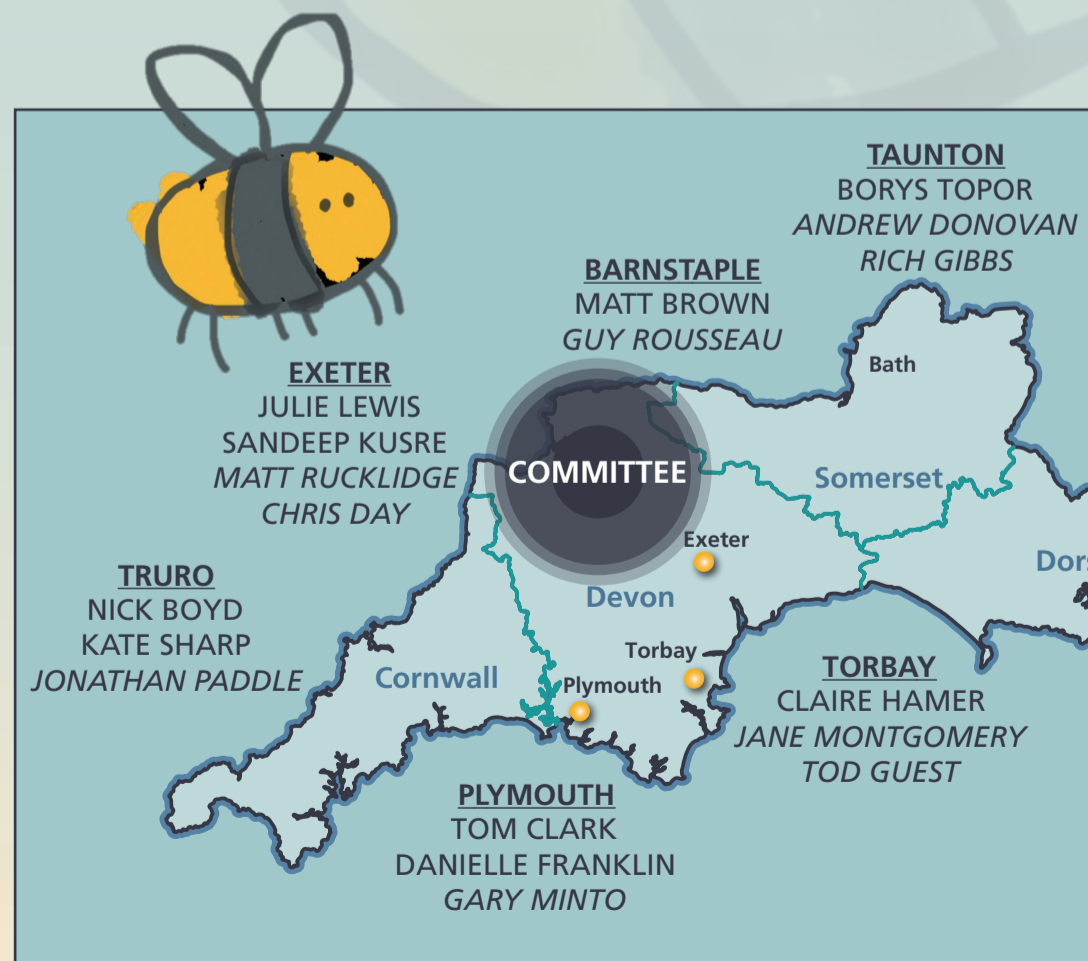 TAUNTON
BORYS TOPOR
ANDREW DONOVAN
RICH GIBBS
BARNSTAPLE
MATT BROWN
GUY ROUSSEAU
Bath
EXETER
JULIE LEWIS
SANDEEP KUSRE
MATT RUCKLIDGE
CHRIS DAY
COMMITTEE
Somerset
Exeter
Dors
Devon
TRURO
NICK BOYD
KATE SHARP
JONATHAN PADDLE
Torbay
Cornwall
Plymouth
TORBAY
CLAIRE HAMER
JANE MONTGOMERY
TOD GUEST
PLYMOUTH
TOM CLARK
DANIELLE FRANKLIN
GARY MINTO